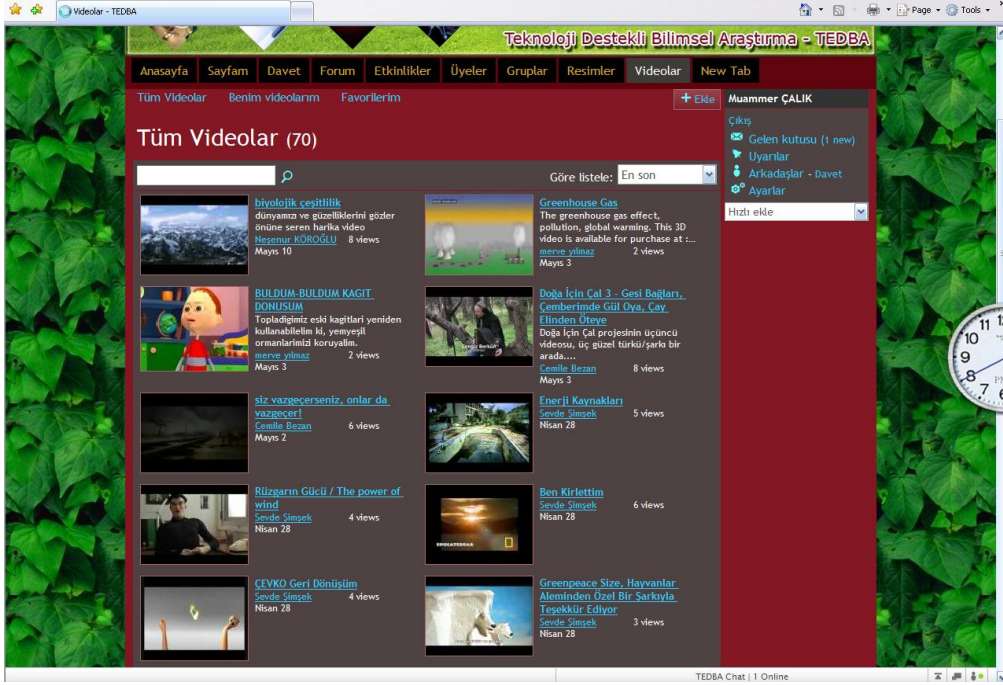 Videolar - TEDBA
Page
Tools
Teknoloji Destekli Bilimsel Araştırma - TEDBA
Anasayfa Sayfam Davet Forum Etkinlikler Üyeler Gruplar Resimler Videolar New Tab
Tüm Videolar Benim videolarım Favorilerim + Ekle
Muammer ÇALIK
Çıkış
Gelen kutusu (1 new)
Uyarılar
Arkadaşlar - Davet
Ayarlar
Hızlı ekle
Tüm Videolar (70)
Göre listele: En son
biyolojik çeşitlilik
dünyamızı ve güzelliklerini gözler
önüne seren harika video
Neşenur KÖROĞLU 8 views
Mayıs 10
Greenhouse Gas
The greenhouse gas effect,
pollution, global warming. This 3D
video is available for purchase at :...
merve yılmaz 2 views
Mayıs 3
BULDUM-BULDUM KAGIT
DONUSUM
Topladigimiz eski kagitlari yeniden
kullanabilelim ki, yemyeşil
ormanlarimizi koruyalim.
merve yılmaz 2 views
Mayıs 3
Doğa İçin Çal 3 - Gesi Bağları,
Çemberimde Gül Oya, Çay
Elinden Öteye
Doğa İçin Çal projesinin üçüncü
videosu, üç güzel türkü/şarkı bir
arada....
Cemile Bezan 8 views
Mayıs 3
siz vazgeçerseniz, onlar da
vazgeçer!
Cemile Bezan 6 views
Mayıs 2
Enerji Kaynakları
Sevde Şimşek 5 views
Nisan 28
Rüzgarın Gücü / The power of
wind
Sevde Şimşek 4 views
Nisan 28
Ben Kirlettim
Sevde Şimşek 6 views
Nisan 28
ÇEVKO Geri Dönüşüm
Sevde Şimşek 4 views
Nisan 28
Greenpeace Size, Hayvanlar
Aleminden Özel Bir Şarkıyla
Teşekkür Ediyor
Sevde Şimşek 3 views
Nisan 28
11
10
9
8
7
TEDBA Chat | 1 Online